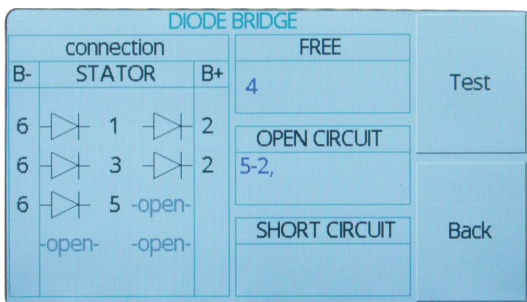 DIODE BRIDGE
connection
B- STATOR B+
6 1 2
6 3 2
6 5 -open-
-open- -open-
FREE
4
OPEN CIRCUIT
5-2,
SHORT CIRCUIT
Test
Back